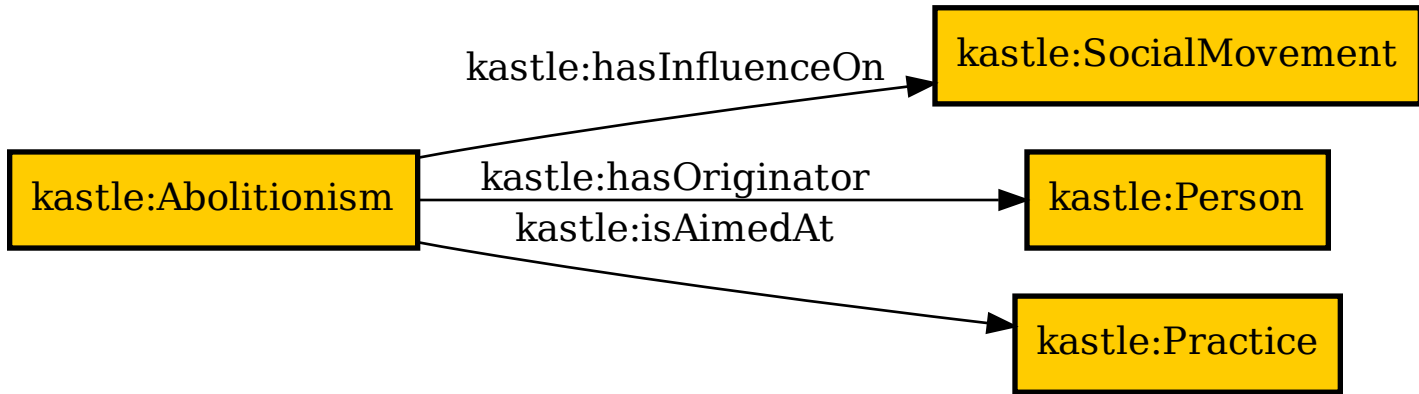 kastle:SocialMovement
kastle:hasInfluenceOn
kastle:hasOriginator
kastle:Abolitionism
kastle:Person
kastle:isAimedAt
kastle:Practice